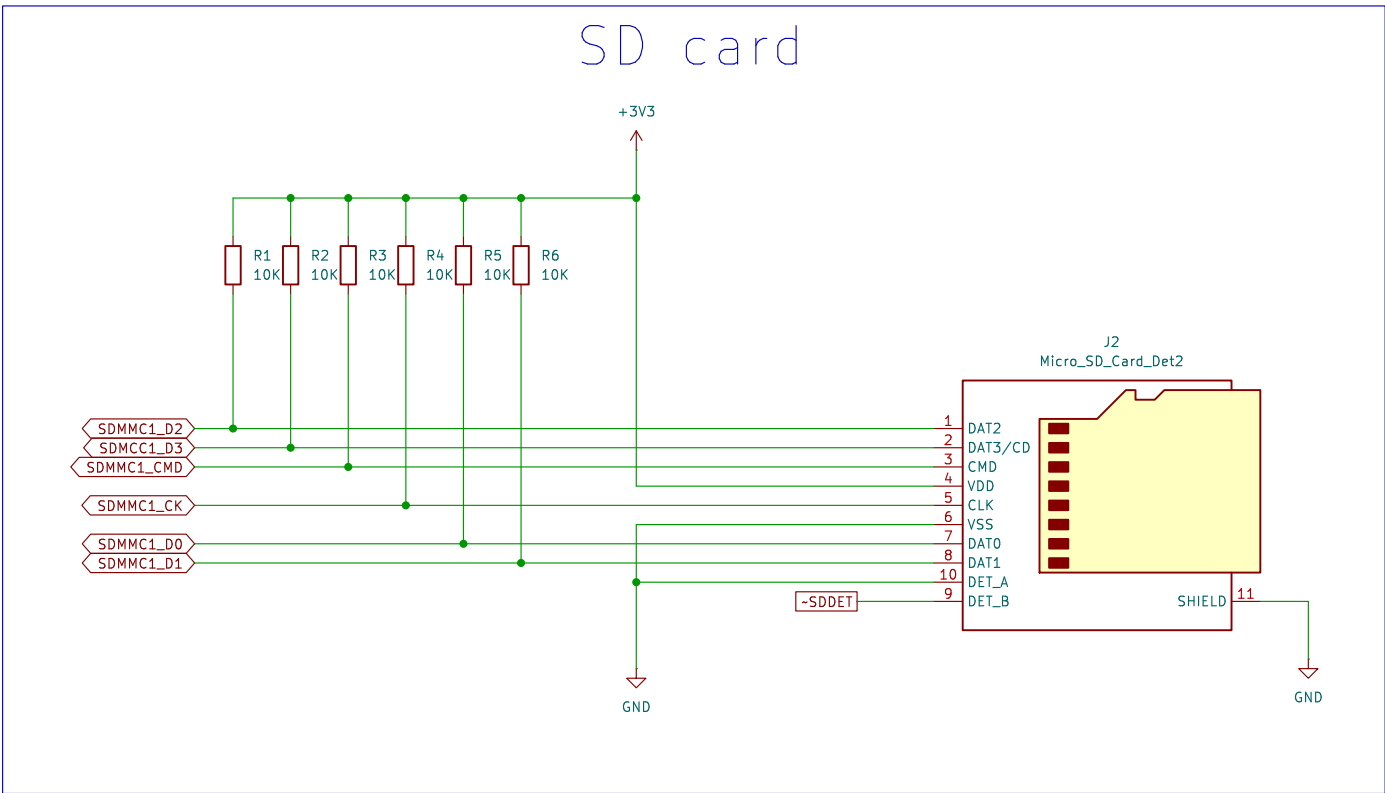 SD card
+3V3
R1
10K
R2
10K
R3
10K
R4
10K
R5
10K
R6
10K
J2
Micro_SD_Card_Det2
SDMMC1_D2
SDMCC1_D3
SDMMC1_CMD
SDMMC1_CK
SDMMC1_D0
SDMMC1_D1
~SDDET
1 DAT2
2 DAT3/CD
3 CMD
4 VDD
5 CLK
6 VSS
7 DAT0
8 DAT1
10 DET_A
9 DET_B
SHIELD 11
GND
GND